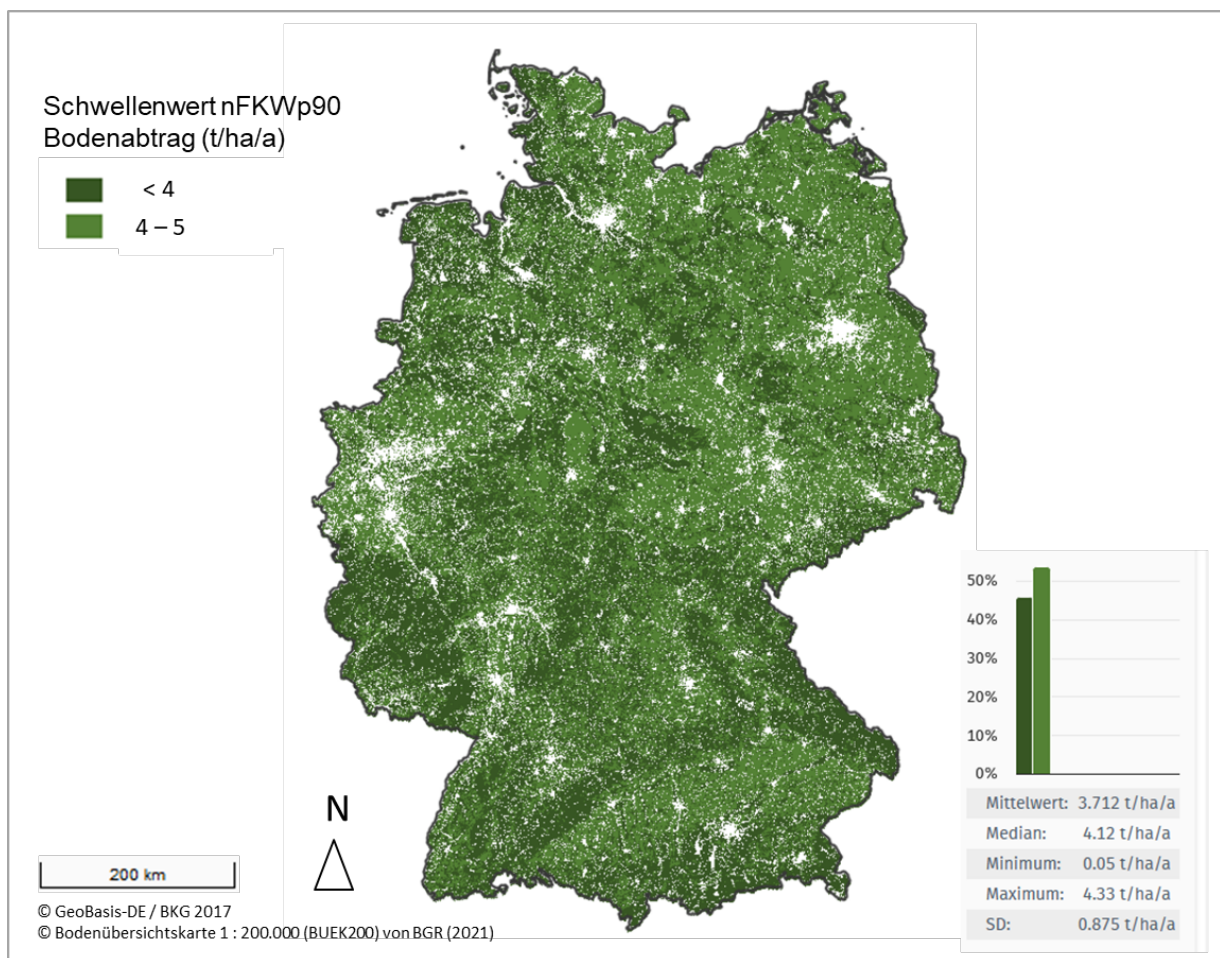 Schwellenwert nFKWp90
Bodenabtrag (t/ha/a)
< 4
4 – 5
N
200 km
© GeoBasis-DE / BKG 2017
© Bodenübersichtskarte 1 : 200.000 (BUEK200) von BGR (2021)
50%
40%
30%
20%
10%
0%
Mittelwert: 3.712 t/ha/a
Median: 4.12 t/ha/a
Minimum: 0.05 t/ha/a
Maximum: 4.33 t/ha/a
SD: 0.875 t/ha/a